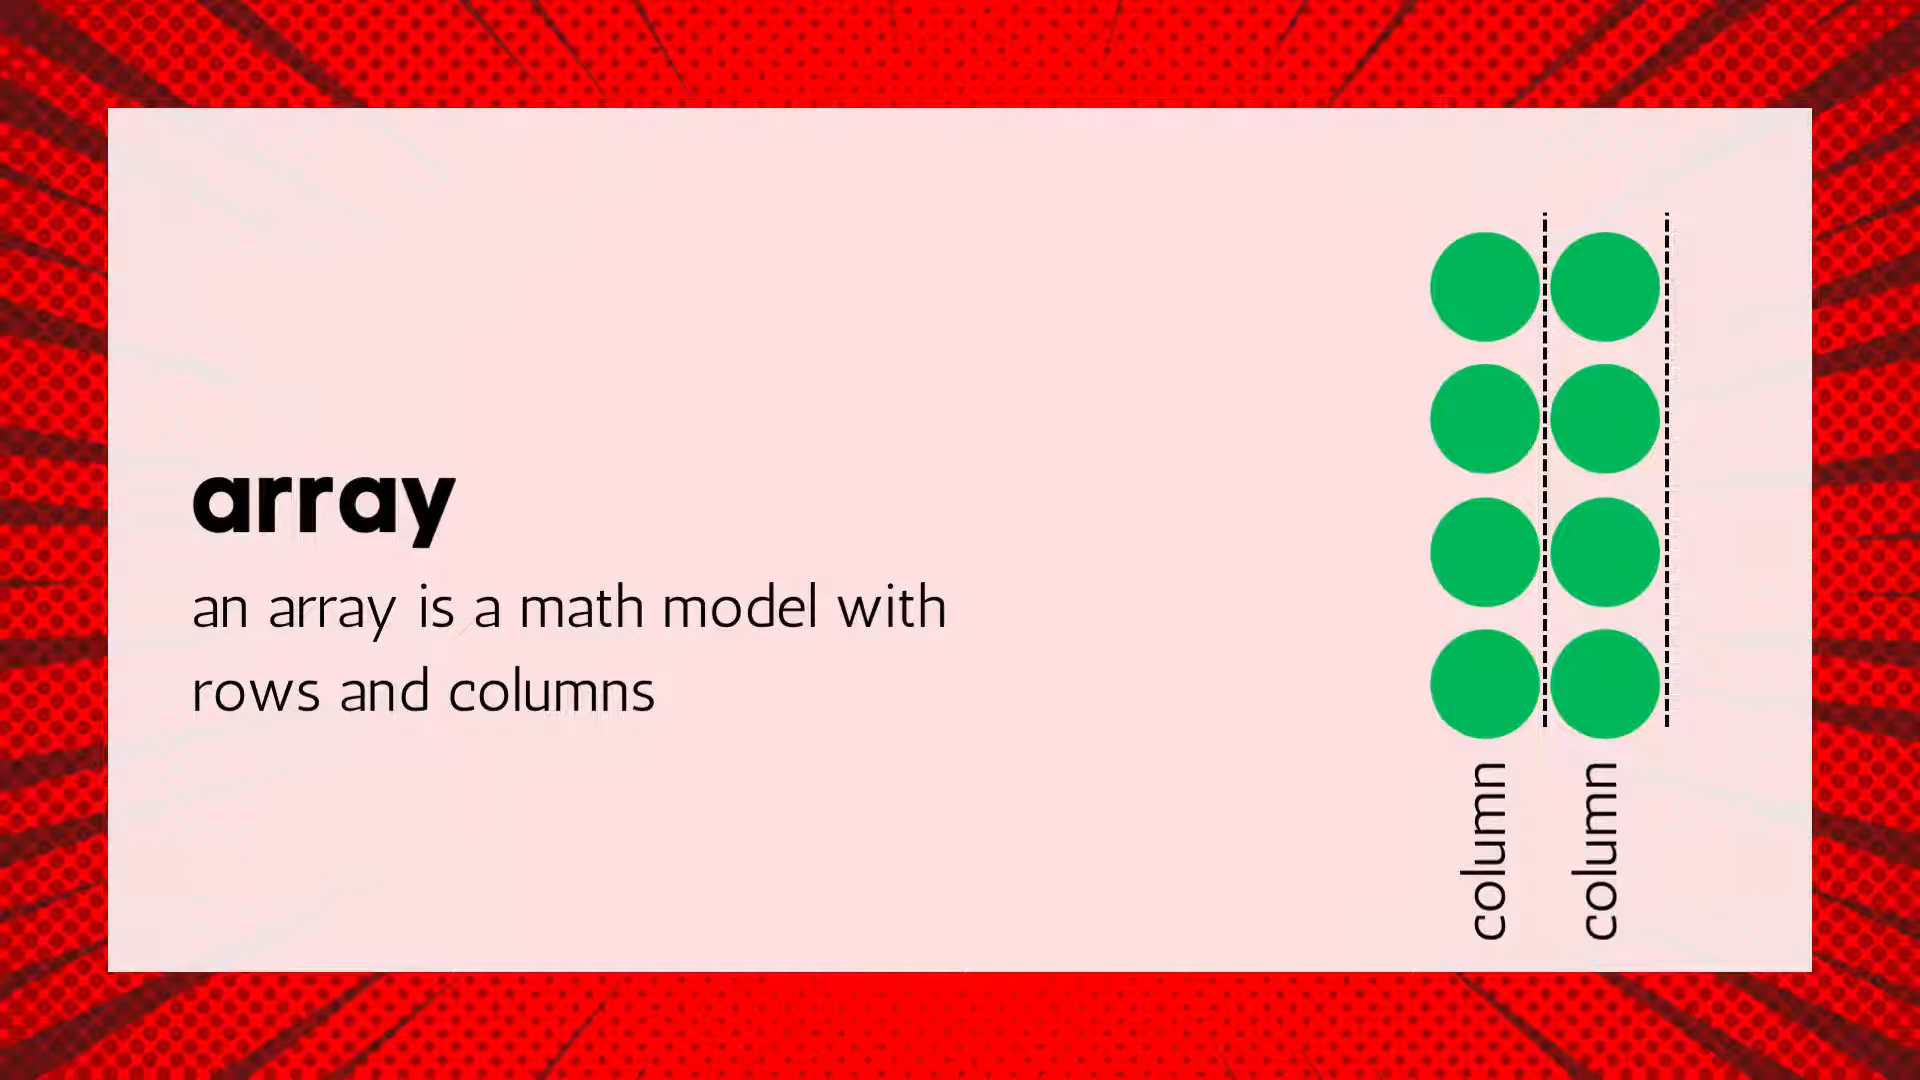 array
an array is a math model with
rows and columns
column
column